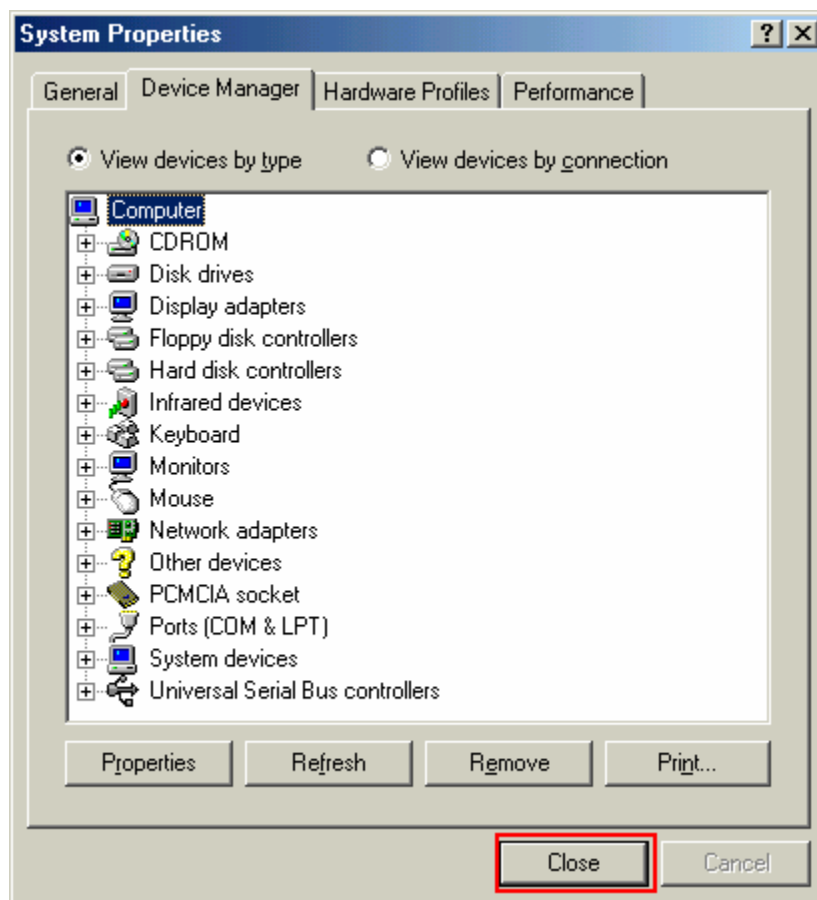 System Properties
General Device Manager Hardware Profiles Performance
View devices by type View devices by connection
Computer
CDROM
Disk drives
Display adapters
Floppy disk controllers
Hard disk controllers
Infrared devices
Keyboard
Monitors
Mouse
Network adapters
Other devices
PCMCIA socket
Ports (COM & LPT)
System devices
Universal Serial Bus controllers
Properties Refresh Remove Print...
Close Cancel